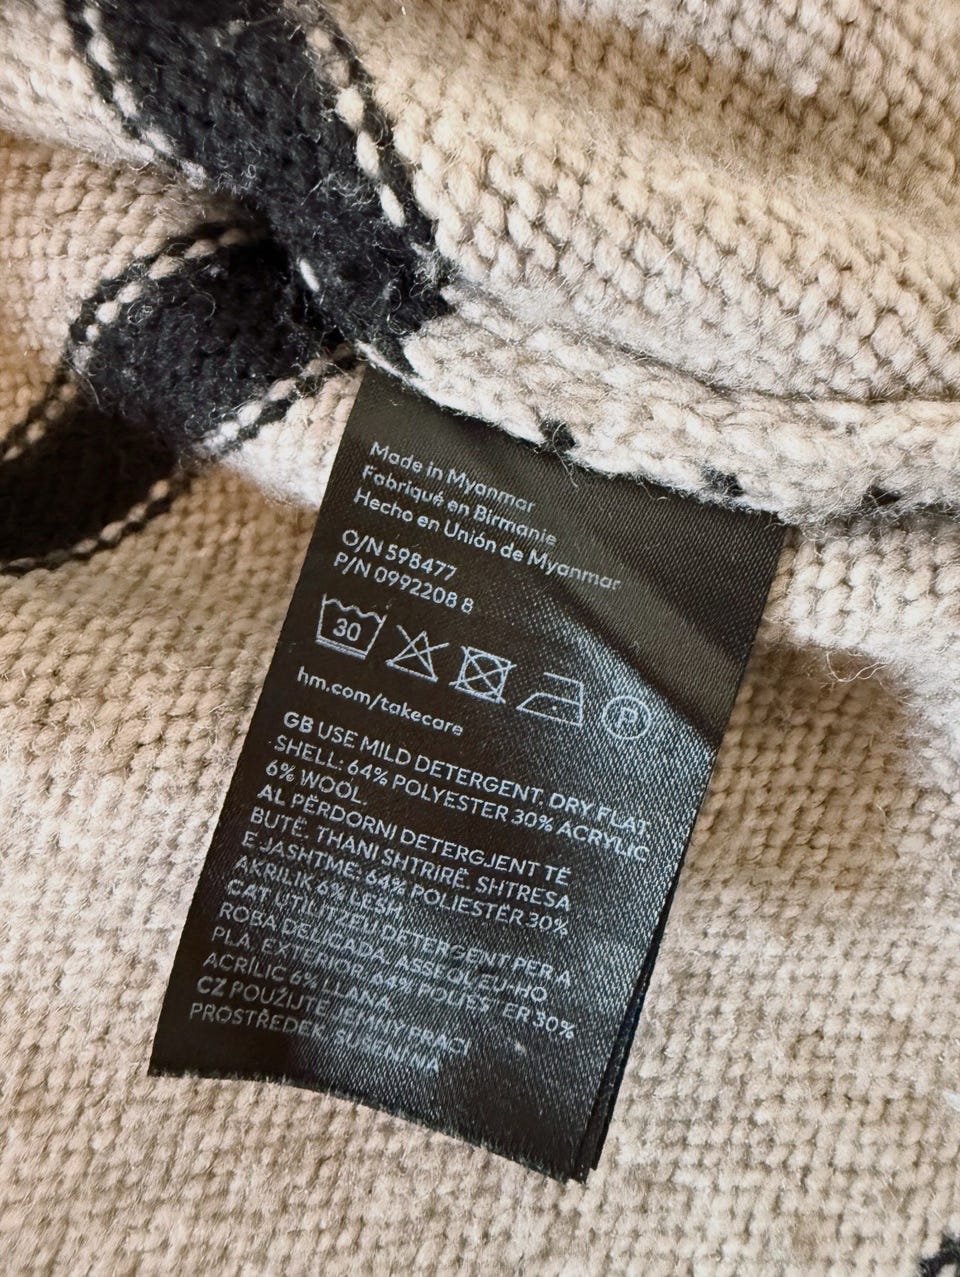 Made in Myanmar
Fabriqué en Birmanie
Hecho en Unión de Myanmar
O/N 598477
P/N 0992208 8
30
P
hm.com/takecare
GB USE MILD DETERGENT. DRY FLAT
SHELL: 64% POLYESTER 30% ACRYLIC
6% WOOL.
AL PËRDORNI DETERGJENT TË
BUTË. THANI SHTRIRË. SHTRESA
E JASHTME: 64% POLIESTËR 30%
AKRILIK 6% LESH.
CAT UTILITZEU DETERGENT PER A
ROBA DELICADA. ASSEQUEU-HO
PLA. EXTERIOR: 64% POLIÈSTER 30%
ACRÍLIC 6% LLANA.
CZ POUŽIJTE JEMNÝ PRACÍ
PROSTŘEDEK. SUŠENÍ NA